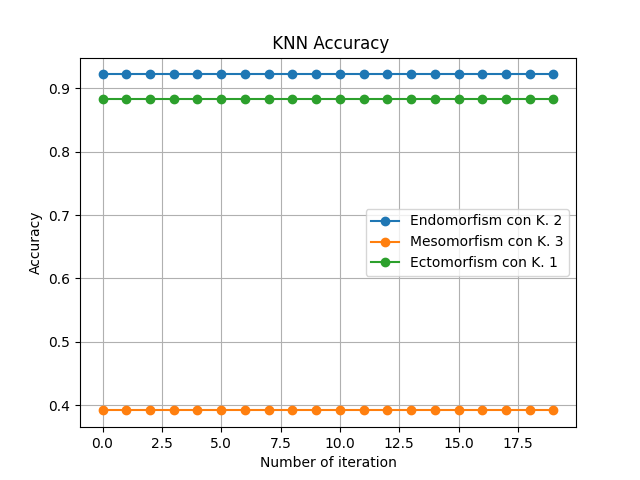 KNN Accuracy
Accuracy
0.9
0.8
0.7
0.6
0.5
0.4
Endomorfism con K. 2
Mesomorfism con K. 3
Ectomorfism con K. 1
0.0 2.5 5.0 7.5 10.0 12.5 15.0 17.5
Number of iteration